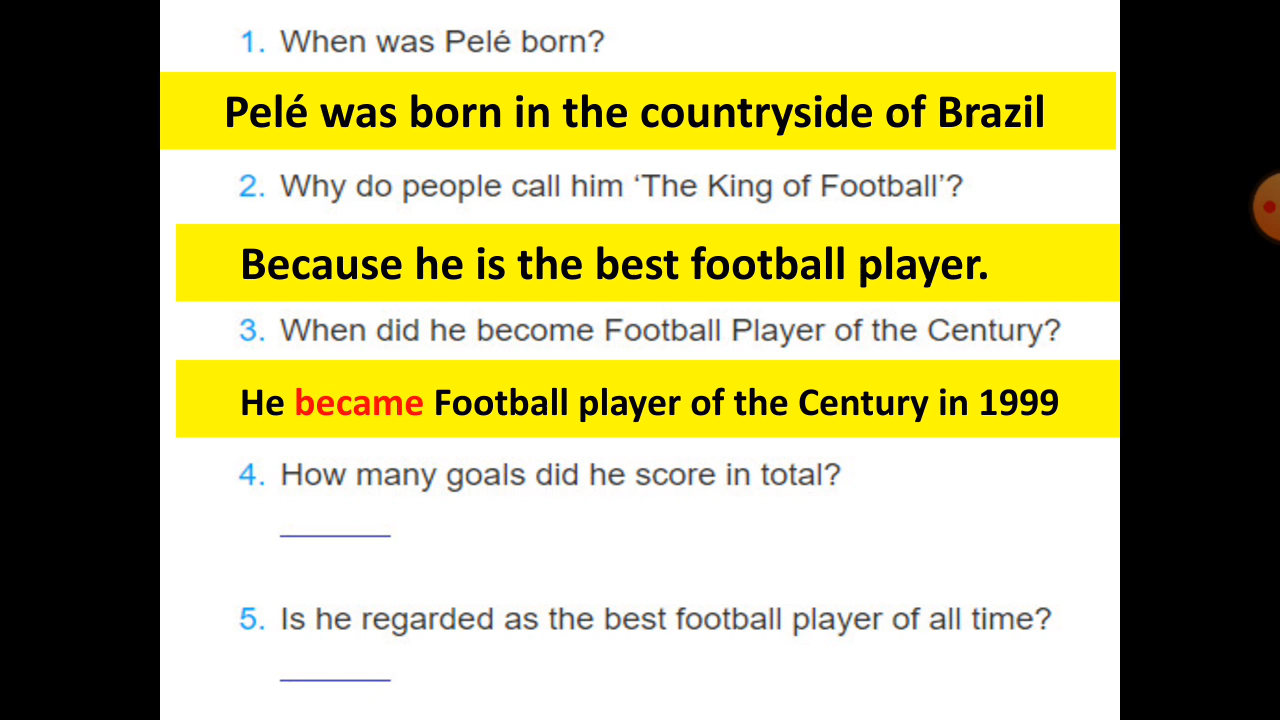 1. When was Pelé born?
Pelé was born in the countryside of Brazil
2. Why do people call him ‘The King of Football’?
Because he is the best football player.
3. When did he become Football Player of the Century?
He became Football player of the Century in 1999
4. How many goals did he score in total?
5. Is he regarded as the best football player of all time?